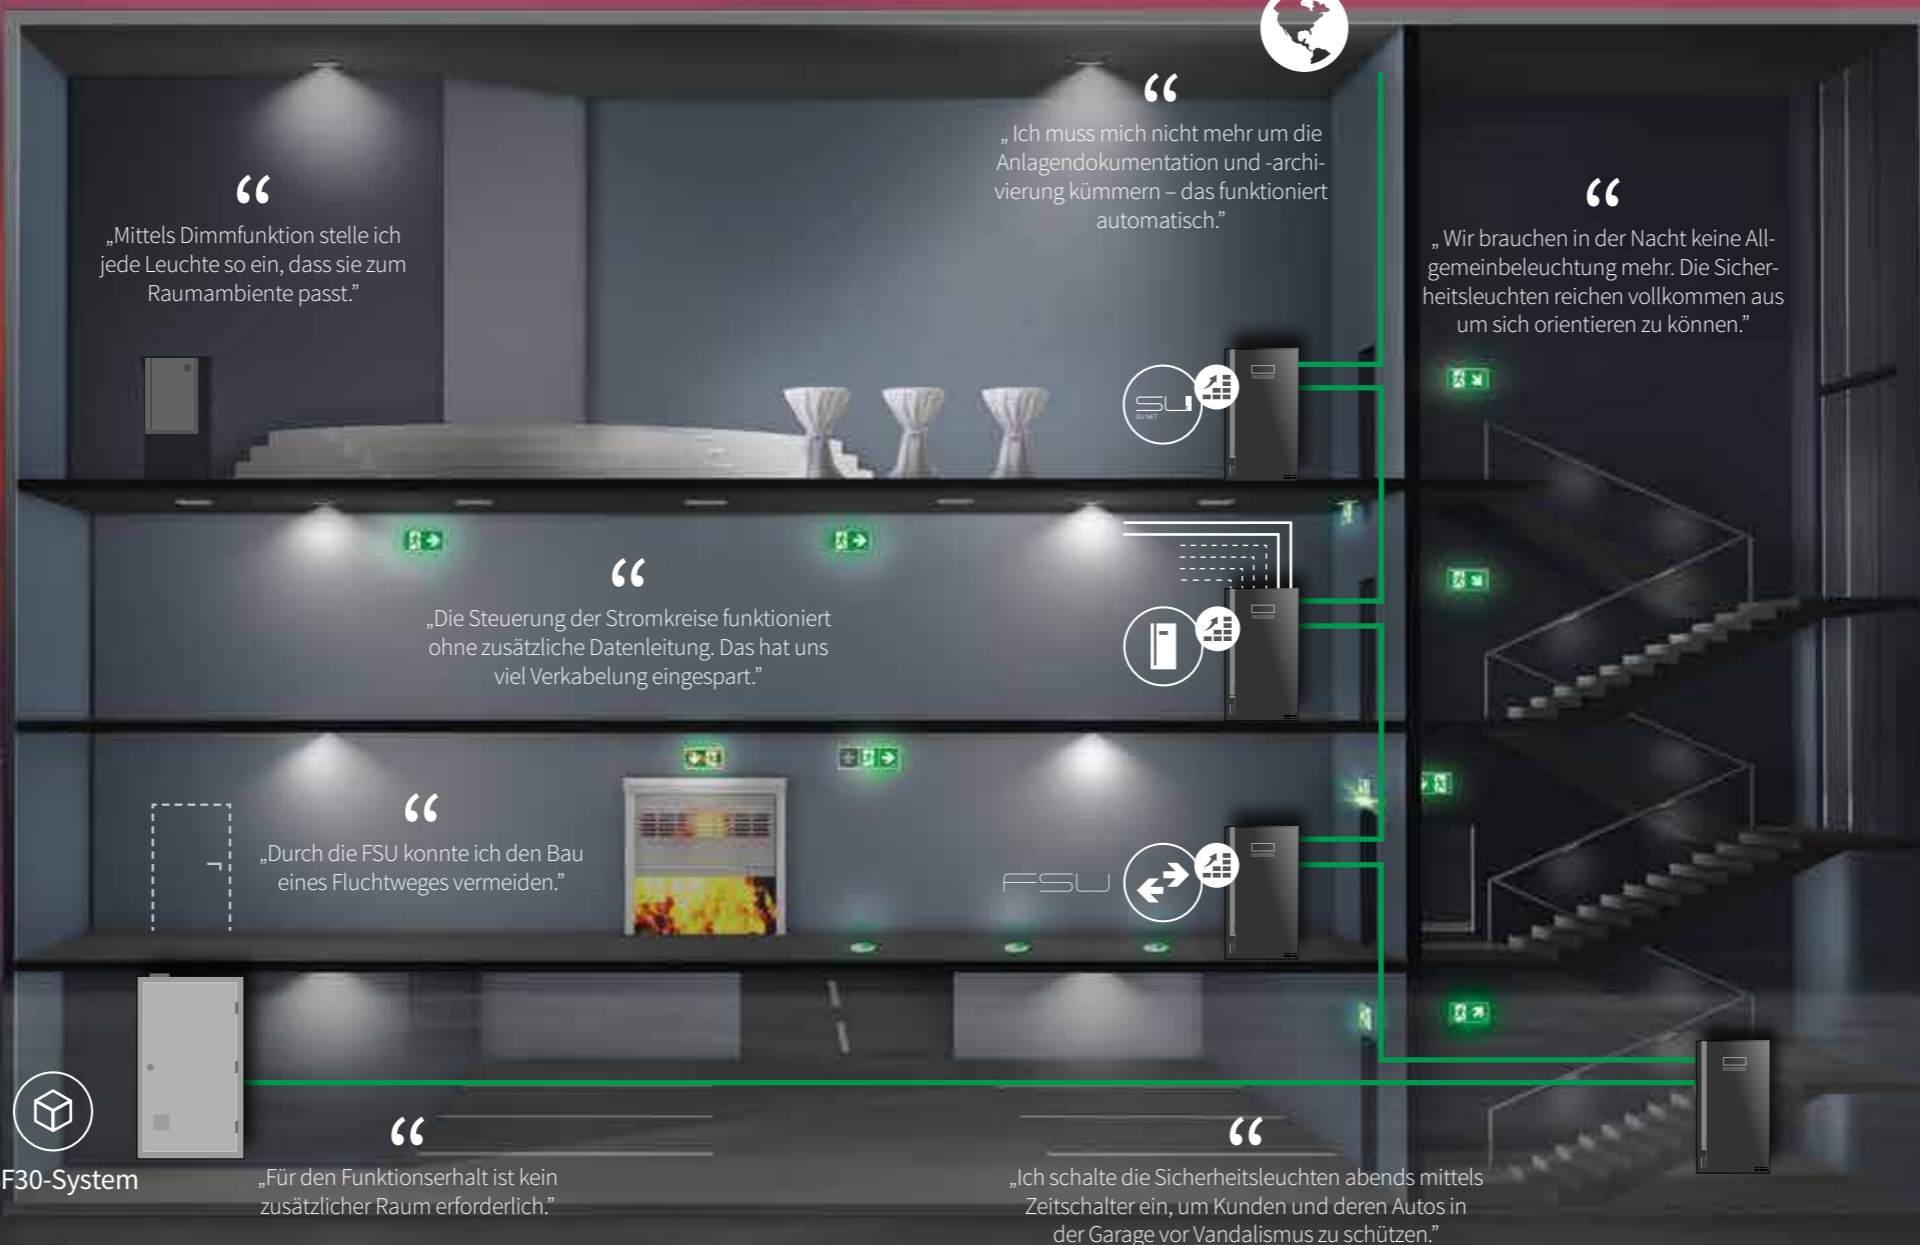 “
„Mittels Dimmfunktion stelle ich
jede Leuchte so ein, dass sie zum
Raumambiente passt.”
“
„ Ich muss mich nicht mehr um die
Anlagendokumentation und -archi-
vierung kümmern – das funktioniert
automatisch.”
“
„ Wir brauchen in der Nacht keine All-
gemeinbeleuchtung mehr. Die Sicher-
heitsleuchten reichen vollkommen aus
um sich orientieren zu können.”
SU
SU NET
“
„Die Steuerung der Stromkreise funktioniert
ohne zusätzliche Datenleitung. Das hat uns
viel Verkabelung eingespart.”
“
„Durch die FSU konnte ich den Bau
eines Fluchtweges vermeiden.”
FSU
F30-System
“
„Für den Funktionserhalt ist kein
zusätzlicher Raum erforderlich.”
“
„Ich schalte die Sicherheitsleuchten abends mittels
Zeitschalter ein, um Kunden und deren Autos in
der Garage vor Vandalismus zu schützen.”